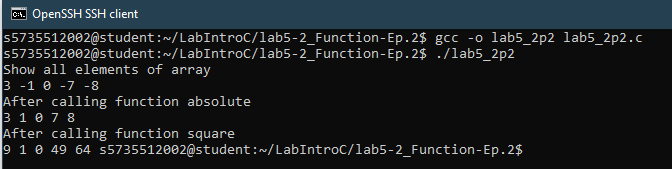 OpenSSH SSH client
s5735512002@student:~/LabIntroC/lab5-2_Function-Ep.2$ gcc -o lab5_2p2 lab5_2p2.c
s5735512002@student:~/LabIntroC/lab5-2_Function-Ep.2$ ./lab5_2p2
Show all elements of array
3 -1 0 -7 -8
After calling function absolute
3 1 0 7 8
After calling function square
9 1 0 49 64 s5735512002@student:~/LabIntroC/lab5-2_Function-Ep.2$